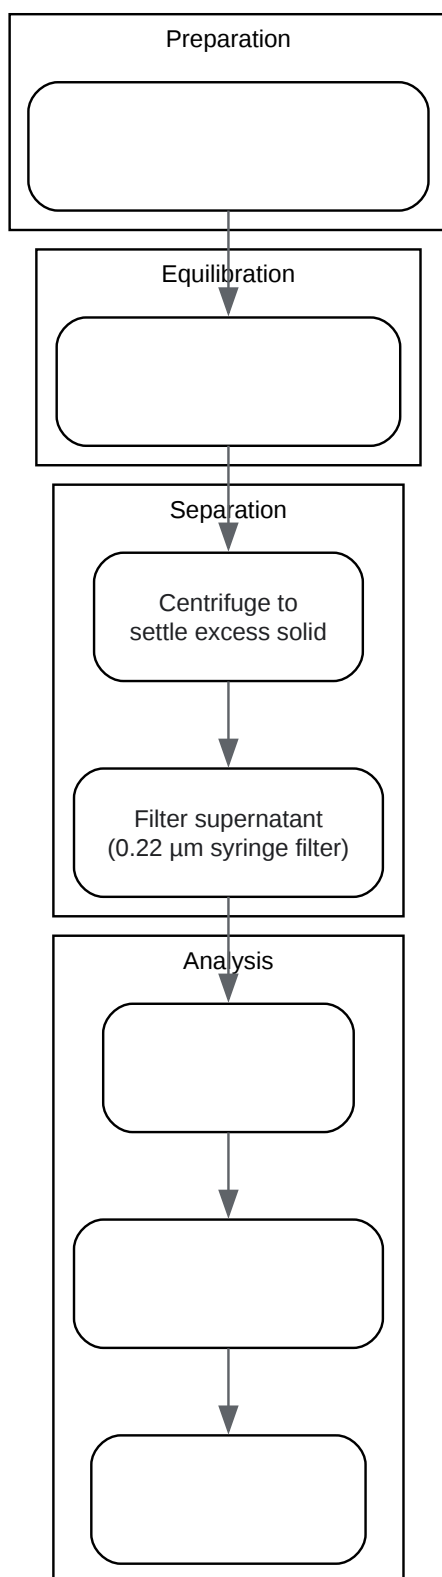 Preparation
Equilibration
Separation
Centrifuge to
settle excess solid
Filter supernatant
(0.22 µm syringe filter)
Analysis